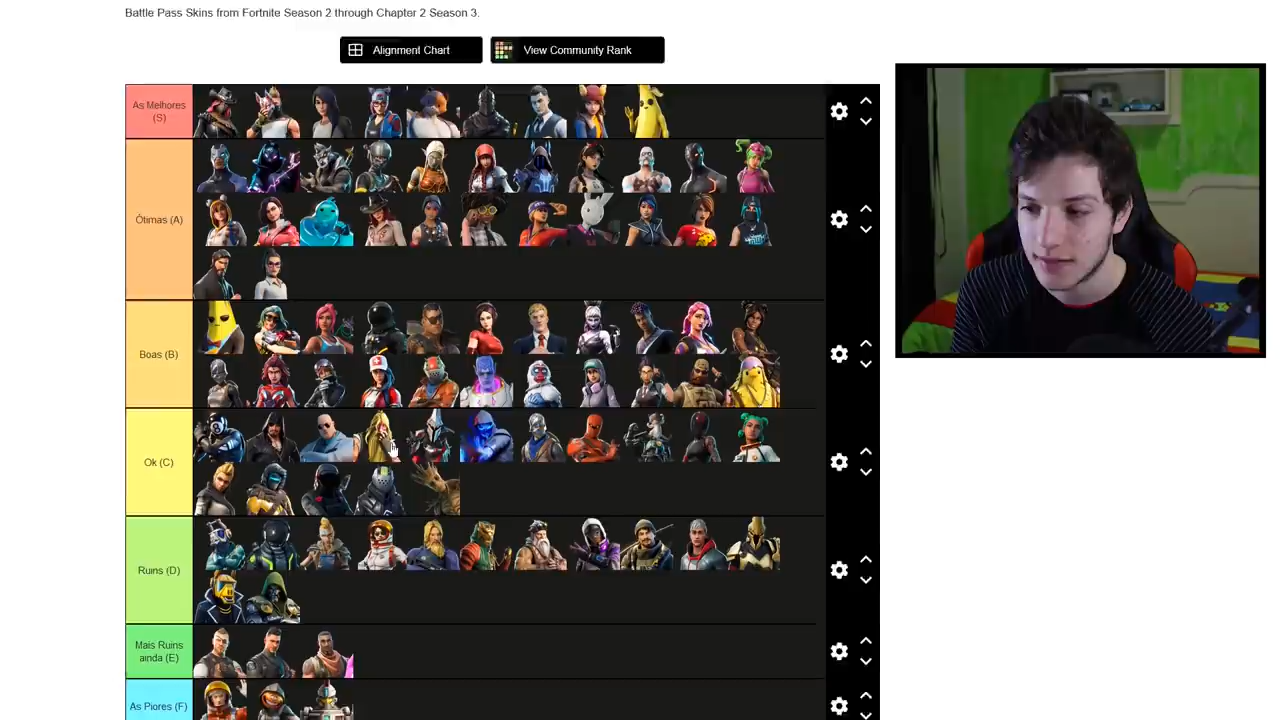 Battle Pass Skins from Fortnite Season 2 through Chapter 2 Season 3.
Alignment Chart
View Community Rank
As Melhores
(S)
Ótimas (A)
Boas (B)
Ok (C)
Ruins (D)
Mais Ruins
ainda (E)
As Piores (F)